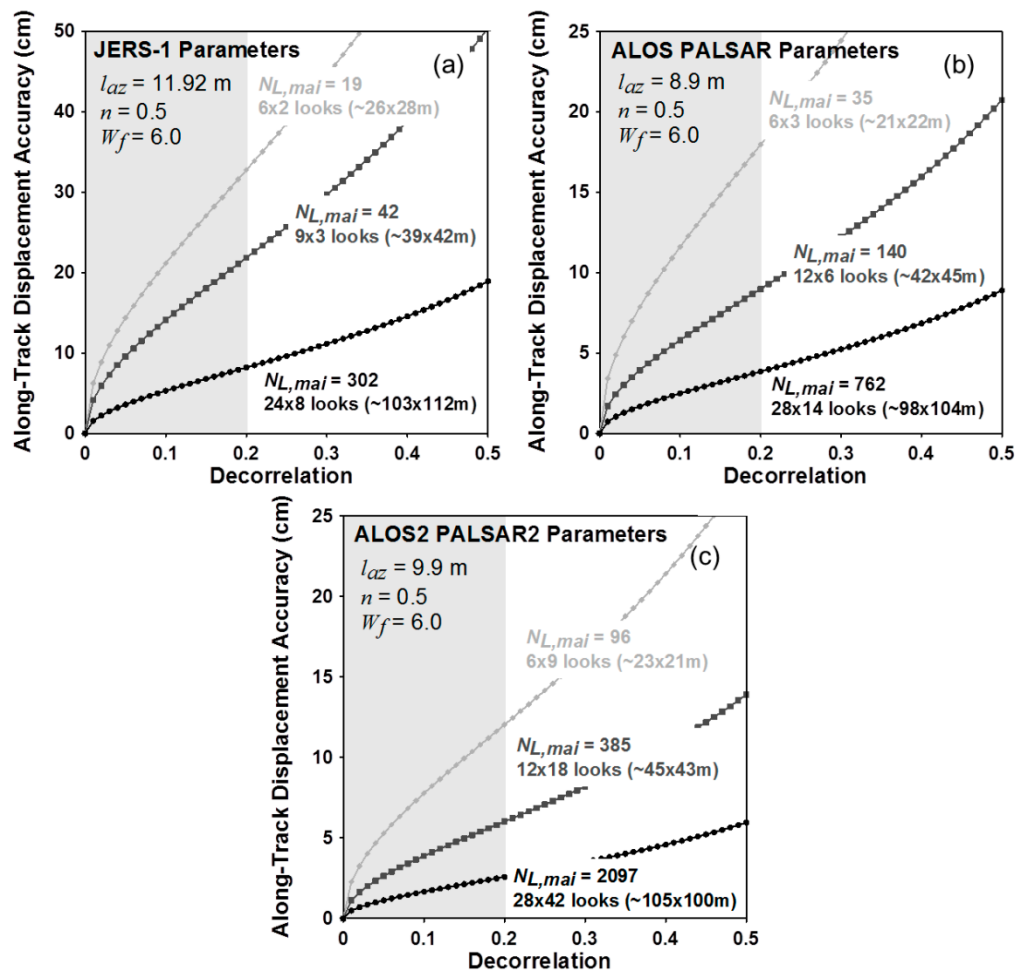 Along-Track Displacement Accuracy (cm)
50
40
30
20
10
0
JERS-1 Parameters
(a)
l_az = 11.92 m
n = 0.5
W_f = 6.0
N_L,mai = 19
6x2 looks (~26x28m)
N_L,mai = 42
9x3 looks (~39x42m)
N_L,mai = 302
24x8 looks (~103x112m)
0 0.1 0.2 0.3 0.4 0.5
Decorrelation
Along-Track Displacement Accuracy (cm)
25
20
15
10
5
0
ALOS PALSAR Parameters
(b)
l_az = 8.9 m
n = 0.5
W_f = 6.0
N_L,mai = 35
6x3 looks (~21x22m)
N_L,mai = 140
12x6 looks (~42x45m)
N_L,mai = 762
28x14 looks (~98x104m)
0 0.1 0.2 0.3 0.4 0.5
Decorrelation
Along-Track Displacement Accuracy (cm)
25
20
15
10
5
0
ALOS2 PALSAR2 Parameters
(c)
l_az = 9.9 m
n = 0.5
W_f = 6.0
N_L,mai = 96
6x9 looks (~23x21m)
N_L,mai = 385
12x18 looks (~45x43m)
N_L,mai = 2097
28x42 looks (~105x100m)
0 0.1 0.2 0.3 0.4 0.5
Decorrelation